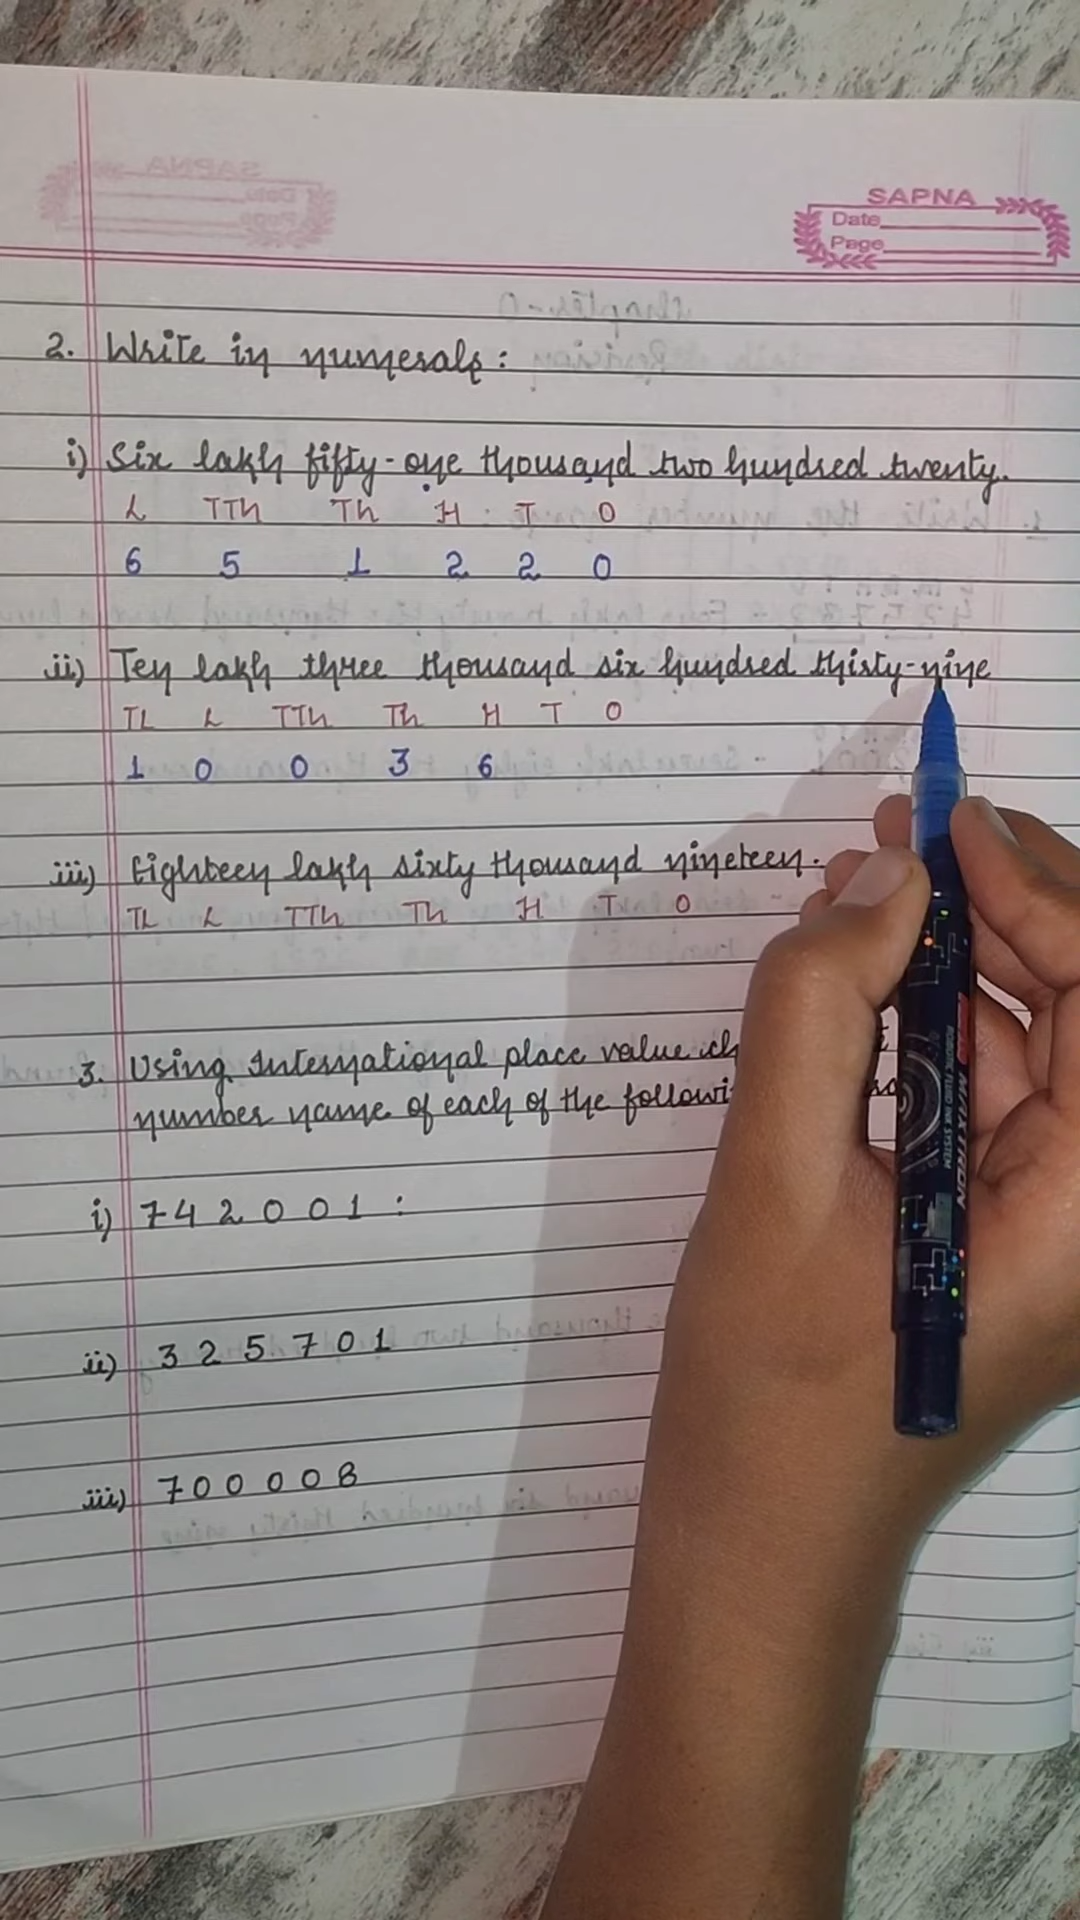 SAPNA
Date
Page
2. Write in numerals:
i) Six lakh fifty-one thousand two hundred twenty.
L TTh Th H T O
6 5 1 2 2 0
ii) Ten lakh three thousand six hundred thirty-nine
TL L TTh Th H T O
1 0 0 3 6
iii) Eighteen lakh sixty thousand nineteen.
TL L TTh Th H T O
3. Using International place value
number name of each of the
i) 742001:
ii) 325701
iii) 700008
MAXTRON